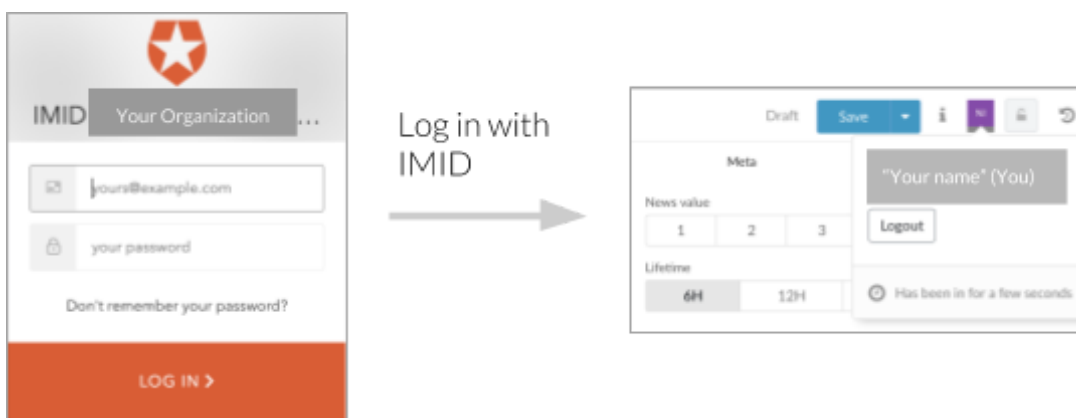 IMID Your Organization ...
yours@example.com
your password
Don't remember your password?
LOG IN >
Log in with
IMID
Draft Save i
Meta
"Your name" (You)
News value
1 2 3
Logout
Lifetime
6H 12H
Has been in for a few seconds